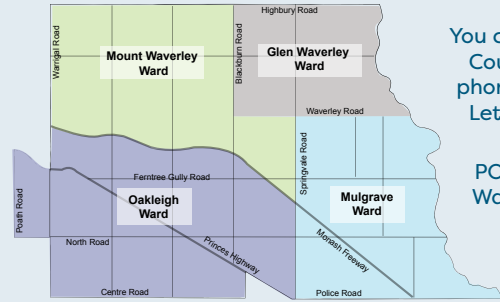 Highbury Road
Warrigal Road
Mount Waverley
Ward
Blackburn Road
Glen Waverley
Ward
Waverley Road
Springvale Road
Ferntree Gully Road
Oakleigh
Ward
Mulgrave
Ward
Poath Road
North Road
Princes Highway
Monash Freeway
Centre Road
Police Road
You
Cou
phon
Let
PO
Wa